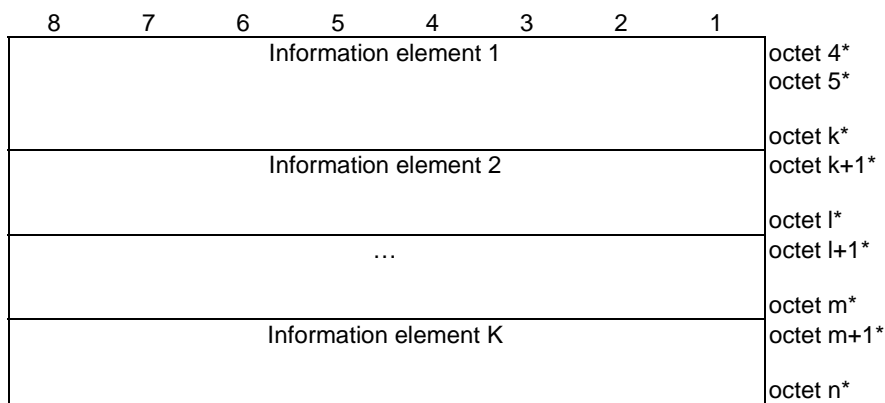 8 7 6 5 4 3 2 1
Information element 1 octet 4*
octet 5*
octet k*
Information element 2 octet k+1*
octet l*
… octet l+1*
octet m*
Information element K octet m+1*
octet n*